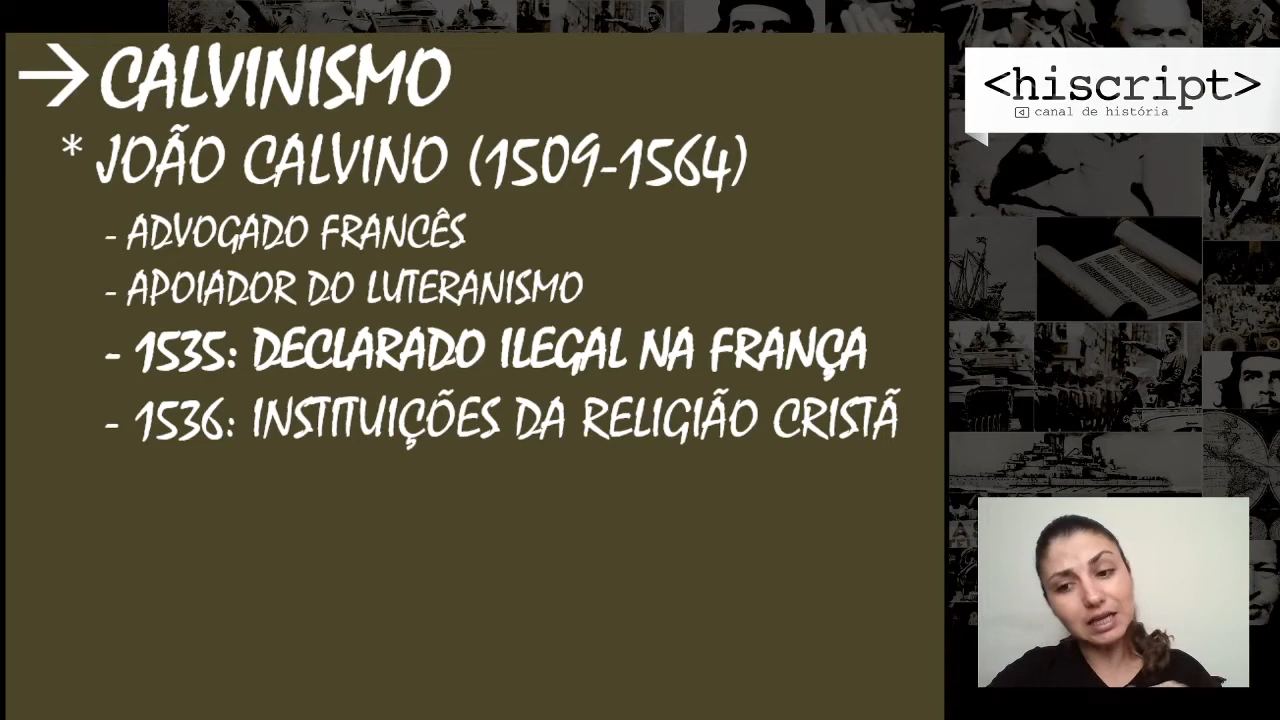 →CALVINISMO
* JOÃO CALVINO (1509-1564)
- ADVOGADO FRANCÊS
- APOIADOR DO LUTERANISMO
- 1535: DECLARADO ILEGAL NA FRANÇA
- 1536: INSTITUIÇÕES DA RELIGIÃO CRISTÃ
<hiscript>
canal de história